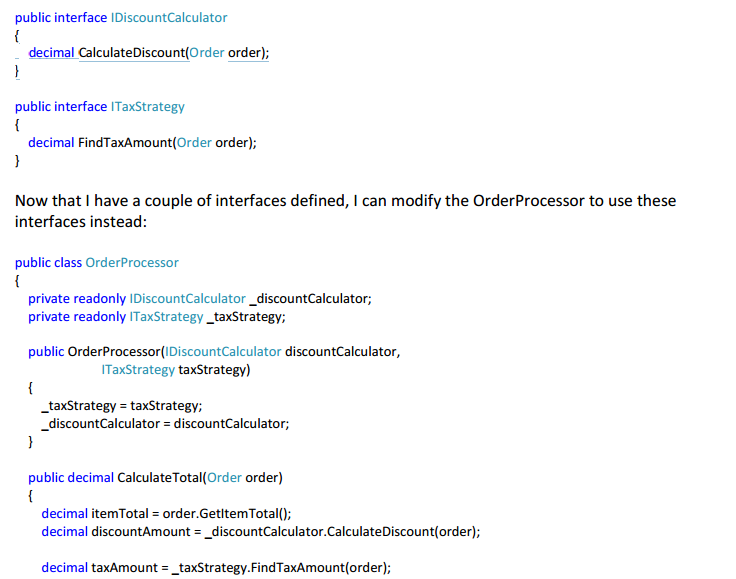 public interface IDiscountCalculator
{
decimal CalculateDiscount(Order order);
}
public interface ITaxStrategy
{
decimal FindTaxAmount(Order order);
}
Now that I have a couple of interfaces defined, I can modify the OrderProcessor to use these
interfaces instead:
public class OrderProcessor
{
private readonly IDiscountCalculator _discountCalculator;
private readonly ITaxStrategy _taxStrategy;
public OrderProcessor(IDiscountCalculator discountCalculator,
ITaxStrategy taxStrategy)
{
_taxStrategy = taxStrategy;
_discountCalculator = discountCalculator;
}
public decimal CalculateTotal(Order order)
{
decimal itemTotal = order.GetItemTotal();
decimal discountAmount = _discountCalculator.CalculateDiscount(order);
decimal taxAmount = _taxStrategy.FindTaxAmount(order);